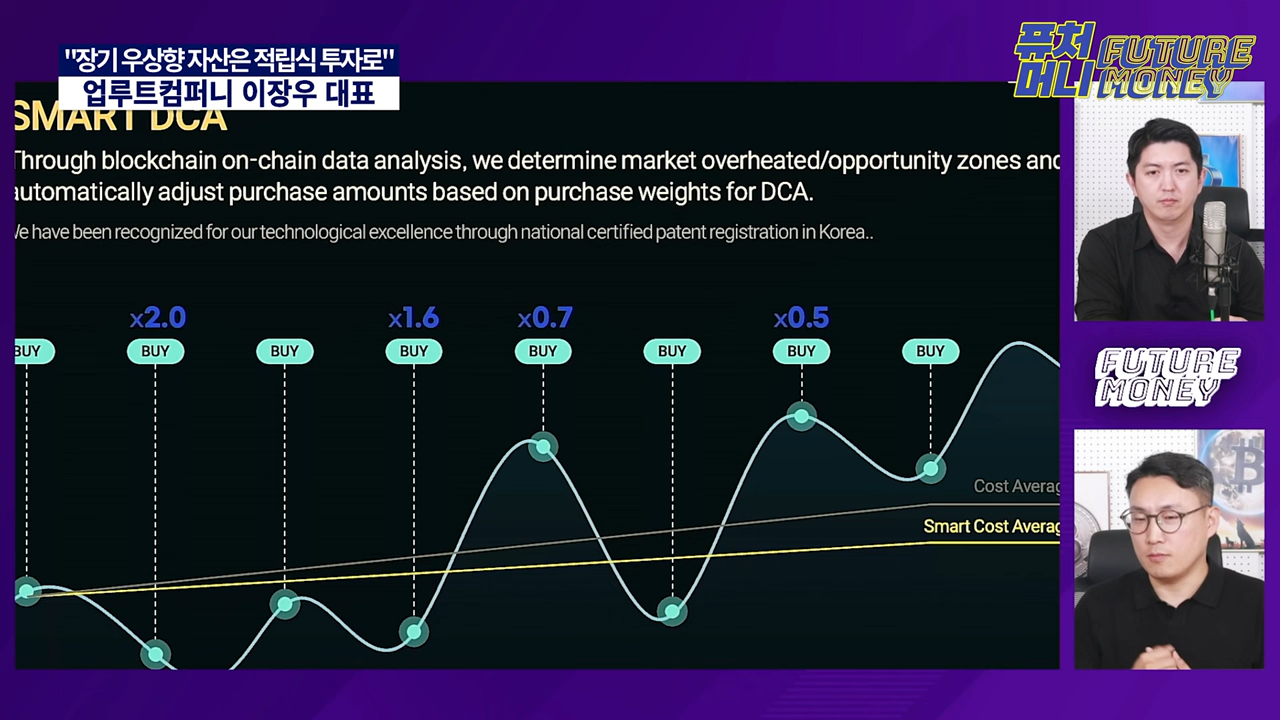 "장기 우상향 자산은 적립식 투자로"
업루트컴퍼니 이장우 대표
퓨처머니
FUTURE MONEY
SMART DCA
Through blockchain on-chain data analysis, we determine market overheated/opportunity zones and
automatically adjust purchase amounts based on purchase weights for DCA.
We have been recognized for our technological excellence through national certified patent registration in Korea..
x2.0
x1.6
x0.7
x0.5
BUY
BUY
BUY
BUY
BUY
BUY
BUY
BUY
Cost Averag
Smart Cost Averag
FUTURE
MONEY